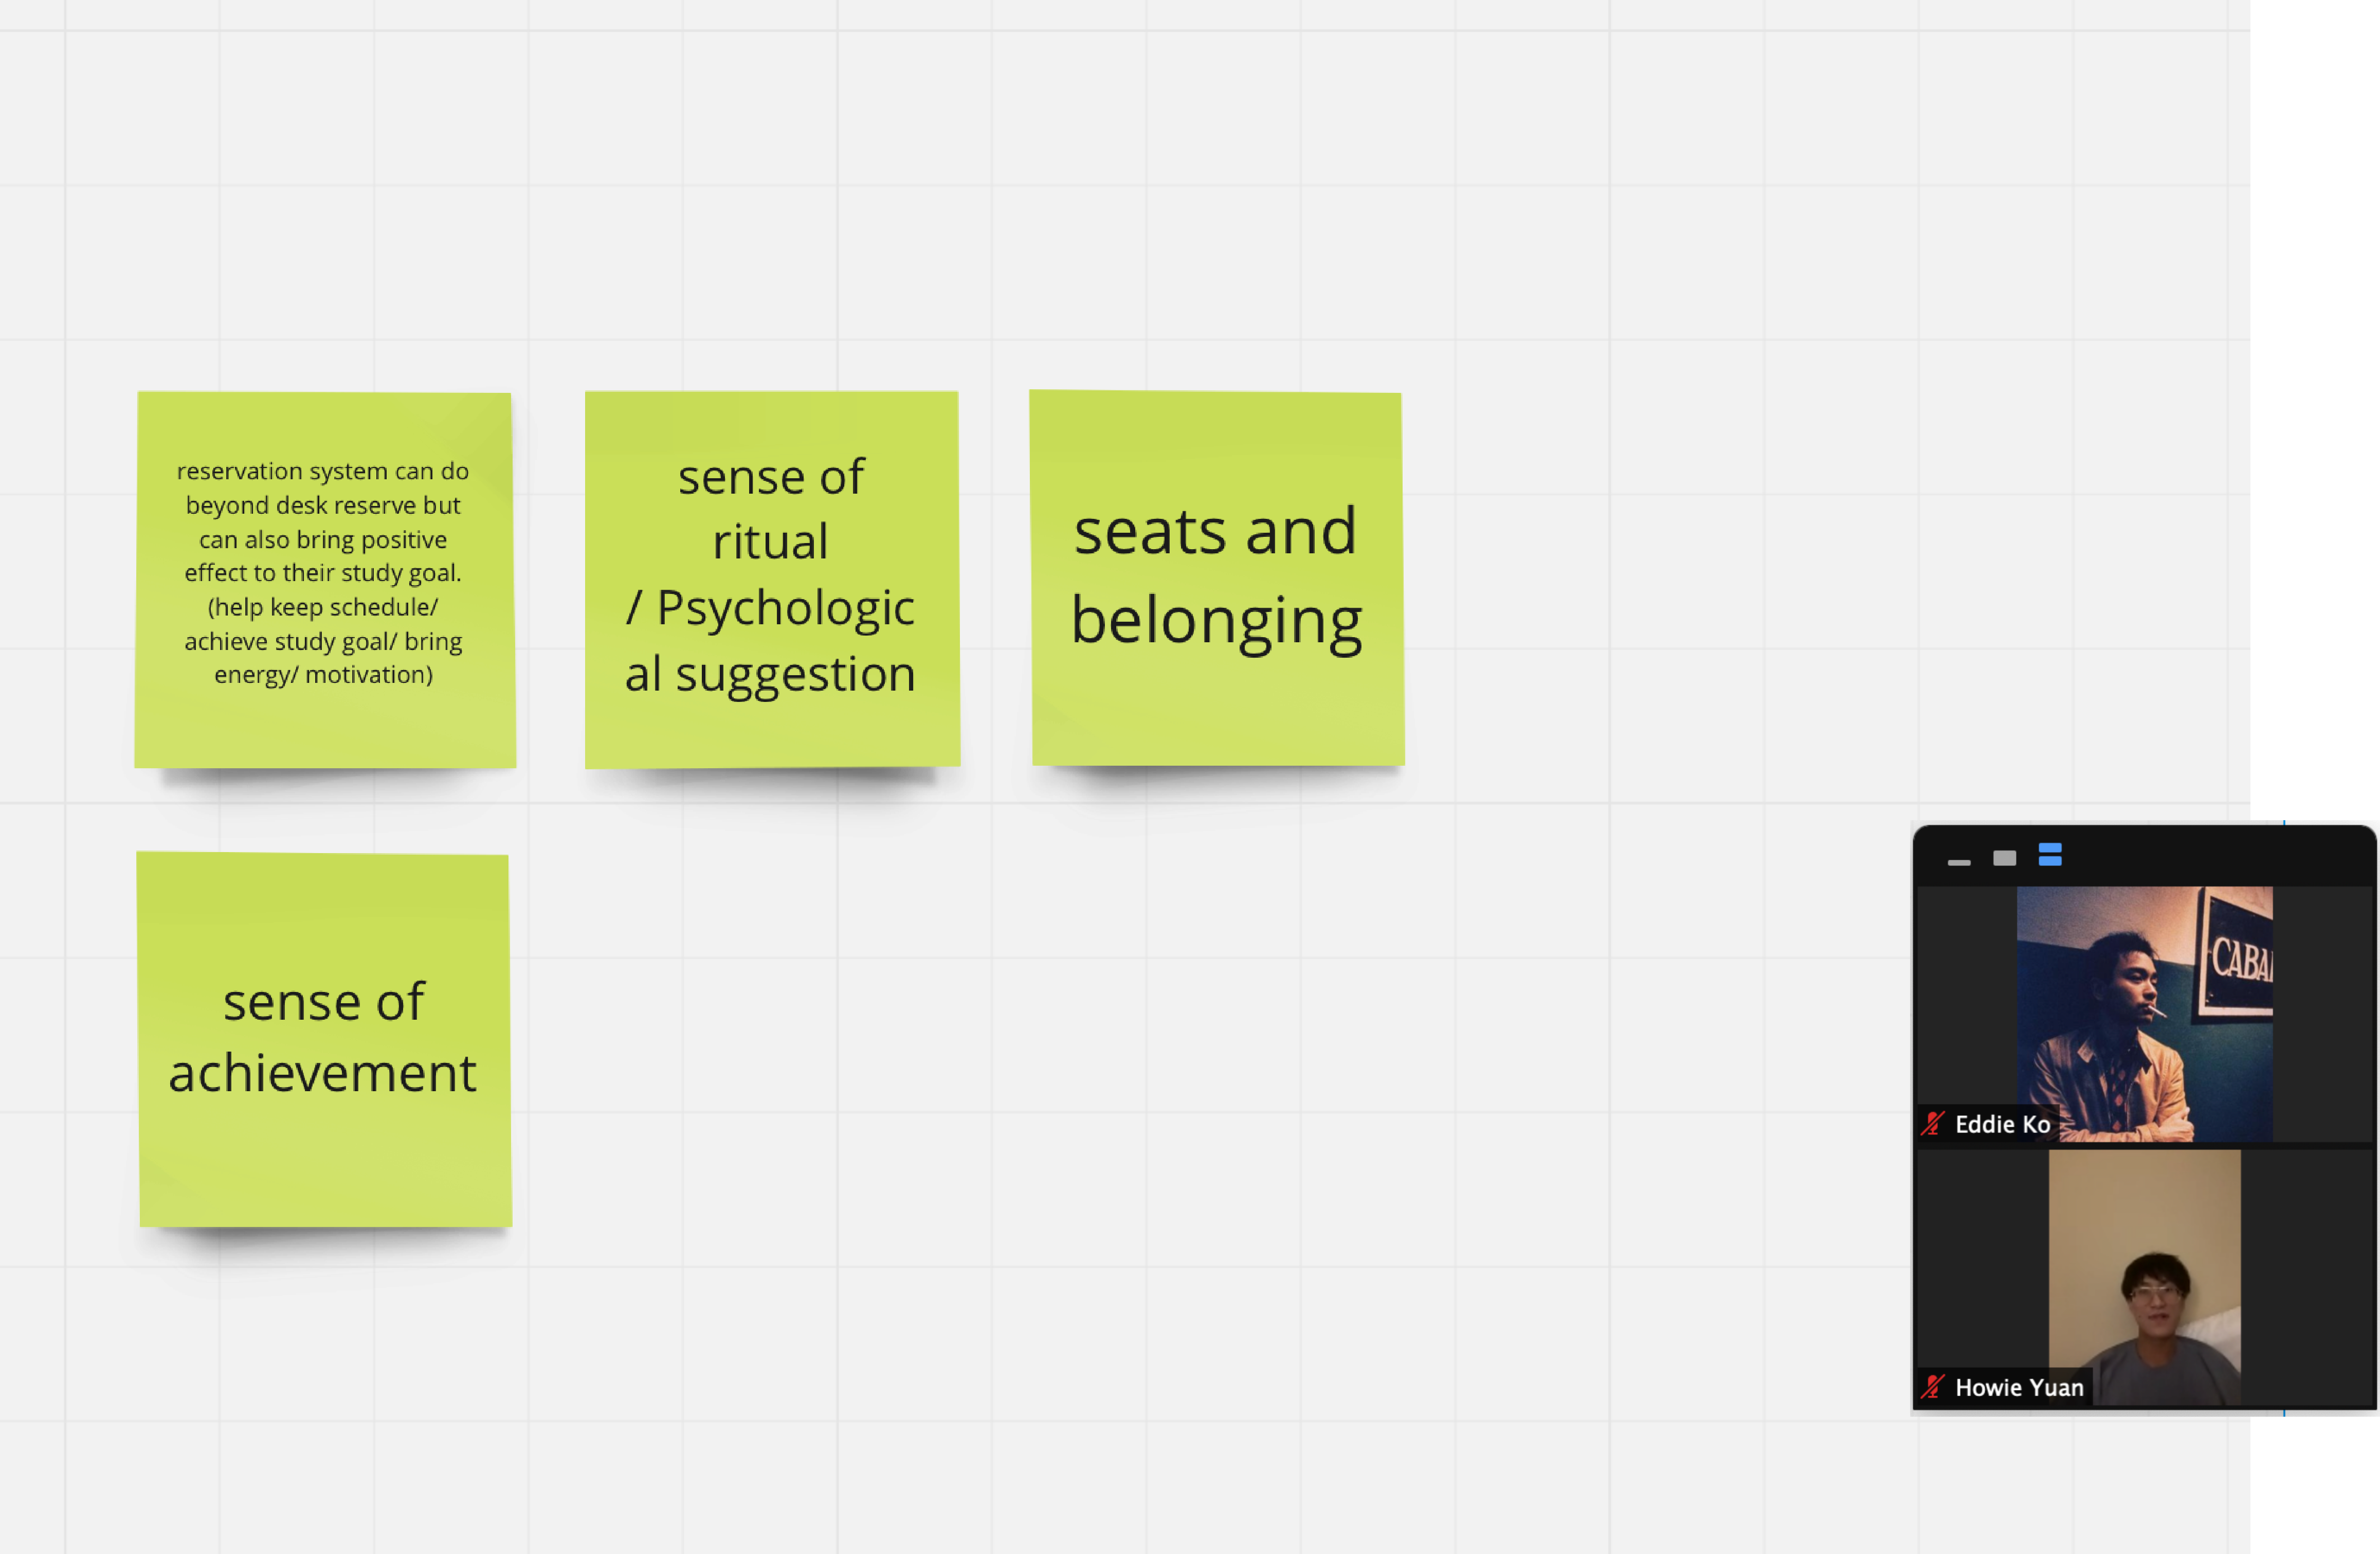 reservation system can do
beyond desk reserve but
can also bring positive
effect to their study goal.
(help keep schedule/
achieve study goal/ bring
energy/ motivation)
sense of
ritual
/ Psychologic
al suggestion
seats and
belonging
sense of
achievement
CABA
Eddie Ko
Howie Yuan